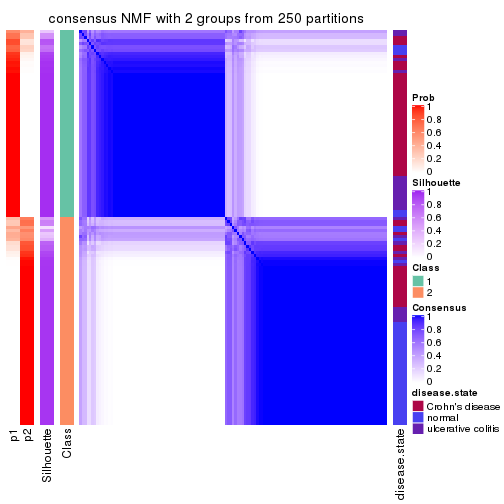 consensus NMF with 2 groups from 250 partitions
p1
p2
Silhouette
Class
disease.state
Prob
1
0.8
0.6
0.4
0.2
0
Silhouette
1
0.8
0.6
0.4
0.2
0
Class
1
2
Consensus
1
0.8
0.6
0.4
0.2
0
disease.state
Crohn's disease
normal
ulcerative colitis